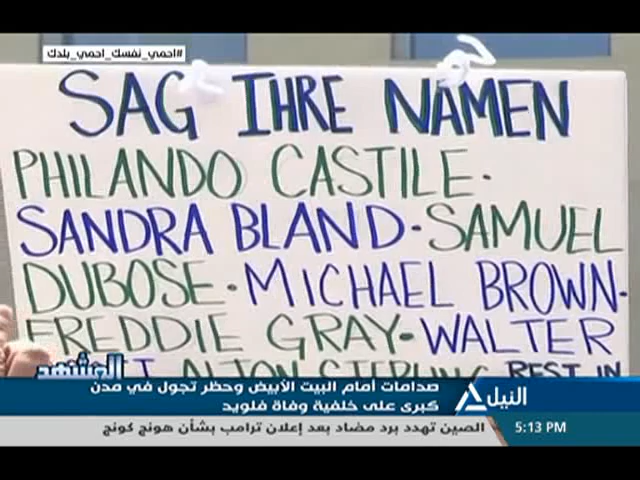 #احمي_نفسك_احمي_بلدك
SAG IHRE NAMEN
PHILANDO CASTILE·
SANDRA BLAND·SAMUEL
DUBOSE·MICHAEL BROWN·
FREDDIE GRAY·WALTER
ALTON STERLING REST IN
المشهد
صدامات أمام البيت الأبيض وحظر تجول في مدن
كبرى على خلفية وفاة فلويد
النيل
الصين تهدد برد مضاد بعد إعلان ترامب بشأن هونج كونج
5:13 PM